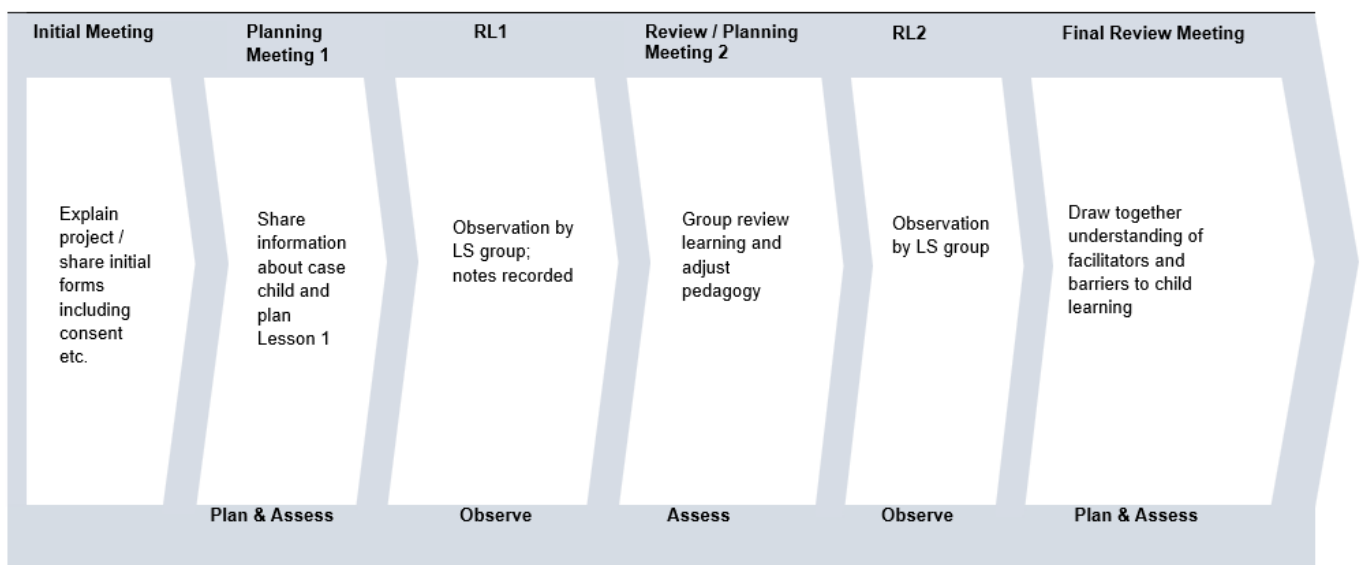 Initial Meeting
Planning
Meeting 1
RL1
Review / Planning
Meeting 2
RL2
Final Review Meeting
Explain
project /
share initial
forms
including
consent
etc.
Share
information
about case
child and
plan
Lesson 1
Observation by
LS group;
notes recorded
Group review
learning and
adjust
pedagogy
Observation
by LS group
Draw together
understanding of
facilitators and
barriers to child
learning
Plan & Assess
Observe
Assess
Observe
Plan & Assess